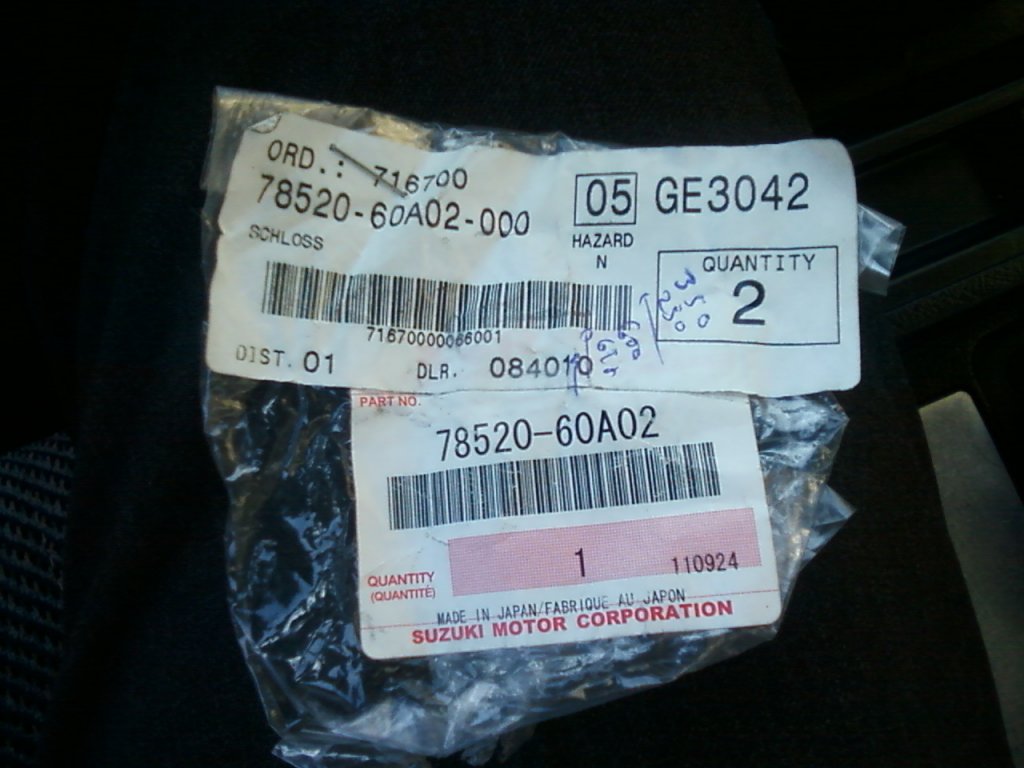 ORD.: 716700
78520-60A02-000
SCHLOSS
05 GE3042
HAZARD
N
QUANTITY
2
71670000066001
DIST. 01
DLR. 084010
PART NO.
78520-60A02
1
110924
QUANTITY
(QUANTITÉ)
MADE IN JAPAN/FABRIQUE AU JAPON
SUZUKI MOTOR CORPORATION